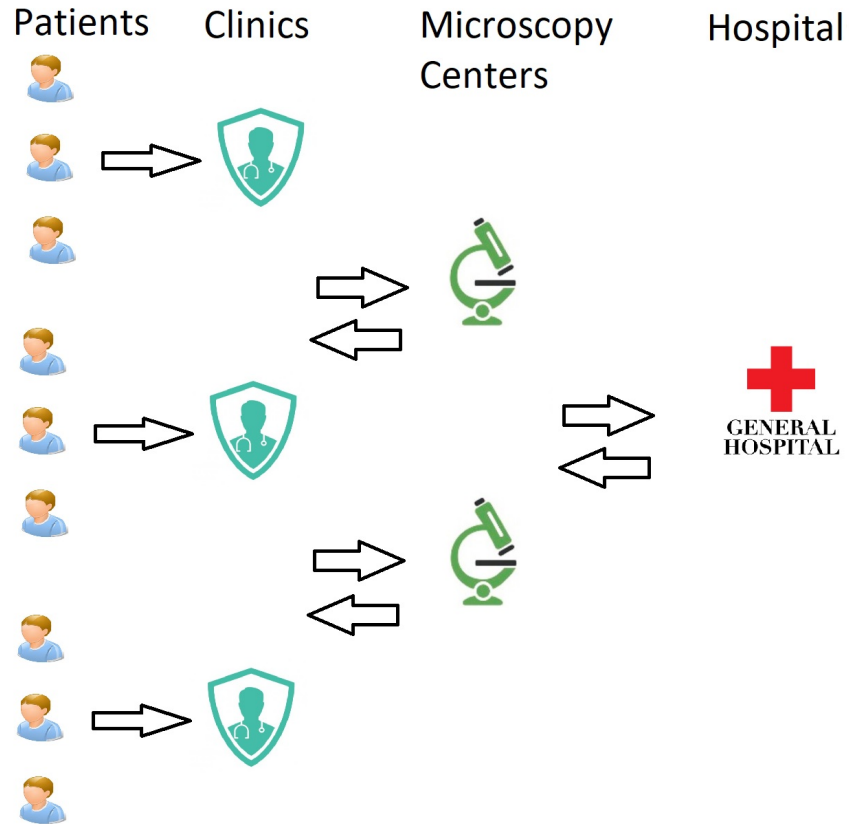 Patients
Clinics
Microscopy
Centers
Hospital
GENERAL
HOSPITAL